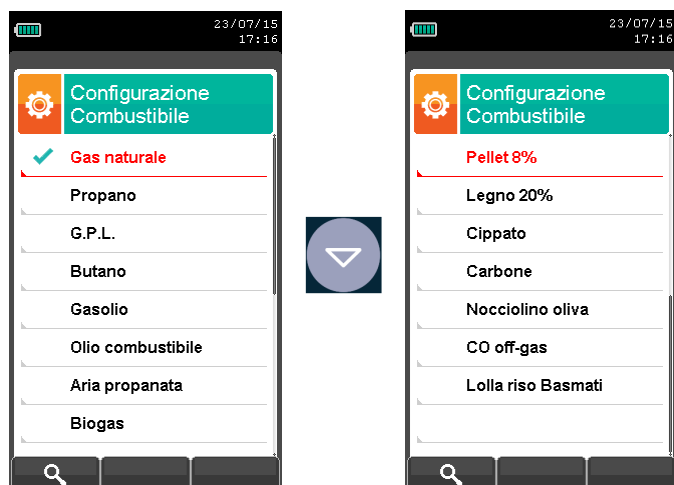 23/07/15
17:16
Configurazione
Combustibile
Gas naturale
Propano
G.P.L.
Butano
Gasolio
Olio combustibile
Aria propanata
Biogas
23/07/15
17:16
Configurazione
Combustibile
Pellet 8%
Legno 20%
Cippato
Carbone
Nocciolino oliva
CO off-gas
Lolla riso Basmati